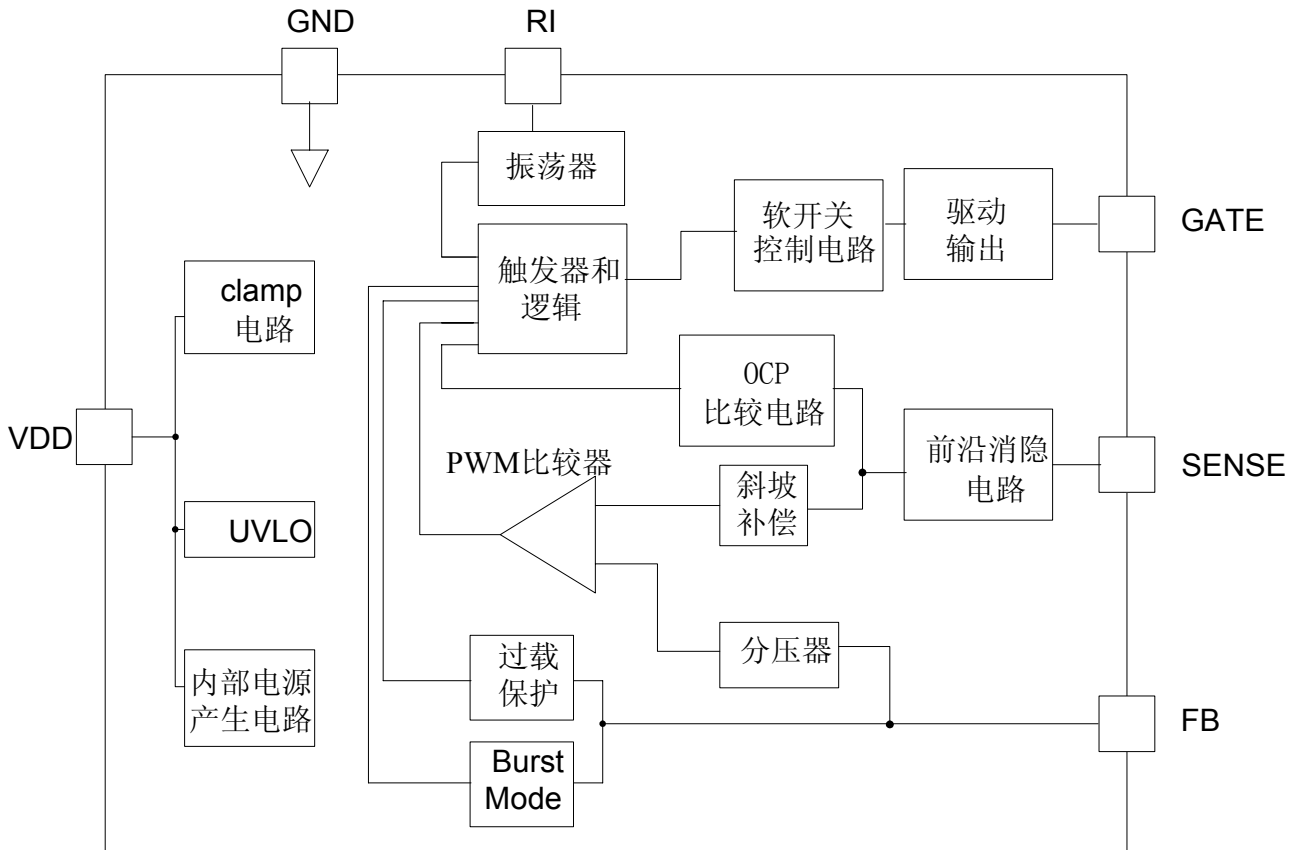 GND
RI
振荡器
软开关
控制电路
驱动
输出
GATE
触发器和
逻辑
clamp
电路
OCP
比较电路
VDD
PWM比较器
斜坡
补偿
前沿消隐
电路
SENSE
UVLO
过载
保护
分压器
内部电源
产生电路
FB
Burst
Mode